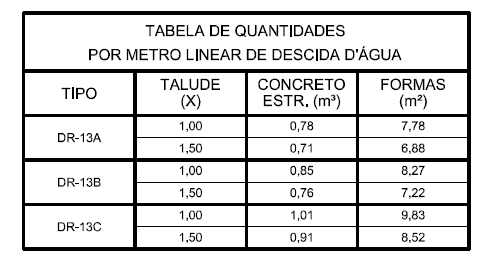 TABELA DE QUANTIDADES
POR METRO LINEAR DE DESCIDA D'ÁGUA
TIPO TALUDE (X) CONCRETO ESTR. (m³) FORMAS (m²)
DR-13A 1,00 0,78 7,78
1,50 0,71 6,88
DR-13B 1,00 0,85 8,27
1,50 0,76 7,22
DR-13C 1,00 1,01 9,83
1,50 0,91 8,52